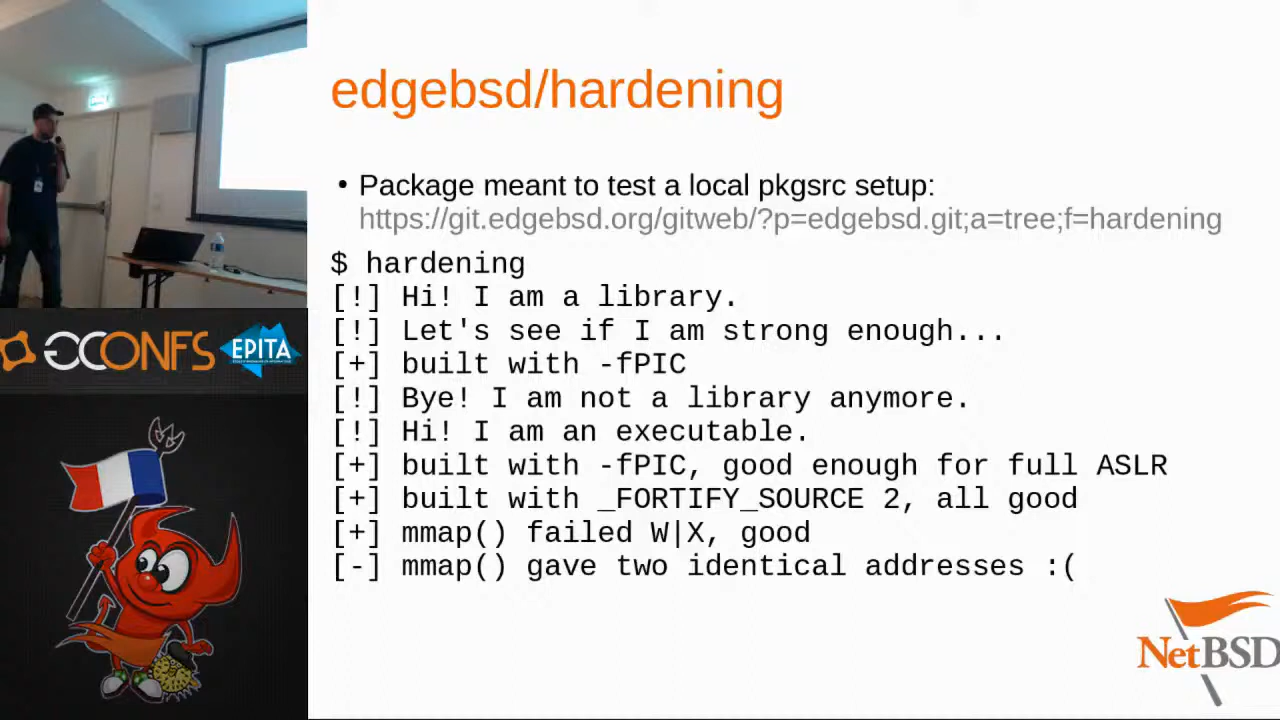 edgebsd/hardening
• Package meant to test a local pkgsrc setup:
https://git.edgebsd.org/gitweb/?p=edgebsd.git;a=tree;f=hardening
$ hardening
[!] Hi! I am a library.
[!] Let's see if I am strong enough...
[+] built with -fPIC
[!] Bye! I am not a library anymore.
[!] Hi! I am an executable.
[+] built with -fPIC, good enough for full ASLR
[+] built with _FORTIFY_SOURCE 2, all good
[+] mmap() failed W|X, good
[-] mmap() gave two identical addresses :(
GCONFS
EPITA
NetBSD